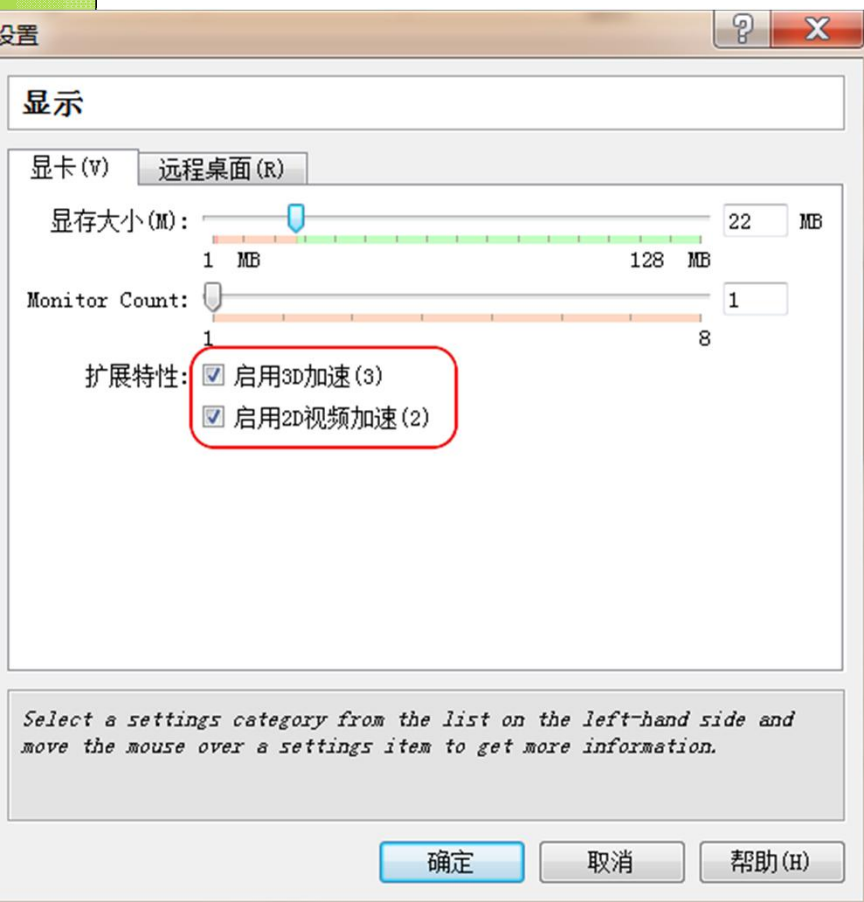 设置
显示
显卡(V) 远程桌面(R)
显存大小(M): 22 MB
1 MB 128 MB
Monitor Count: 1
1 8
扩展特性: 启用3D加速(3)
启用2D视频加速(2)
Select a settings category from the list on the left-hand side and
move the mouse over a settings item to get more information.
确定 取消 帮助(H)